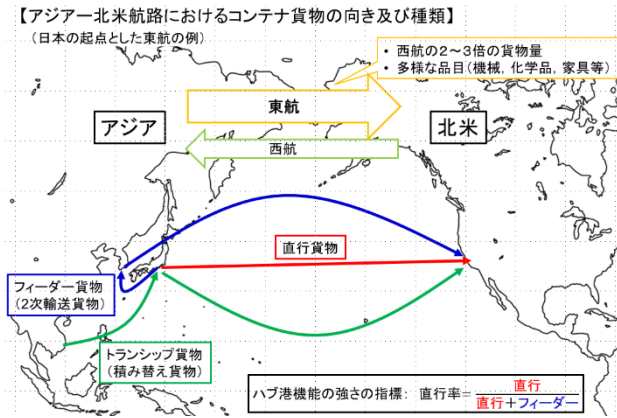 【アジアー北米航路におけるコンテナ貨物の向き及び種類】
（日本の起点とした東航の例）
• 西航の2～3倍の貨物量
• 多様な品目（機械, 化学品, 家具等）
東航
アジア
北米
西航
直行貨物
フィーダー貨物
（2次輸送貨物）
トランシップ貨物
（積み替え貨物）
ハブ港機能の強さの指標: 直行率＝
直行
直行＋フィーダー